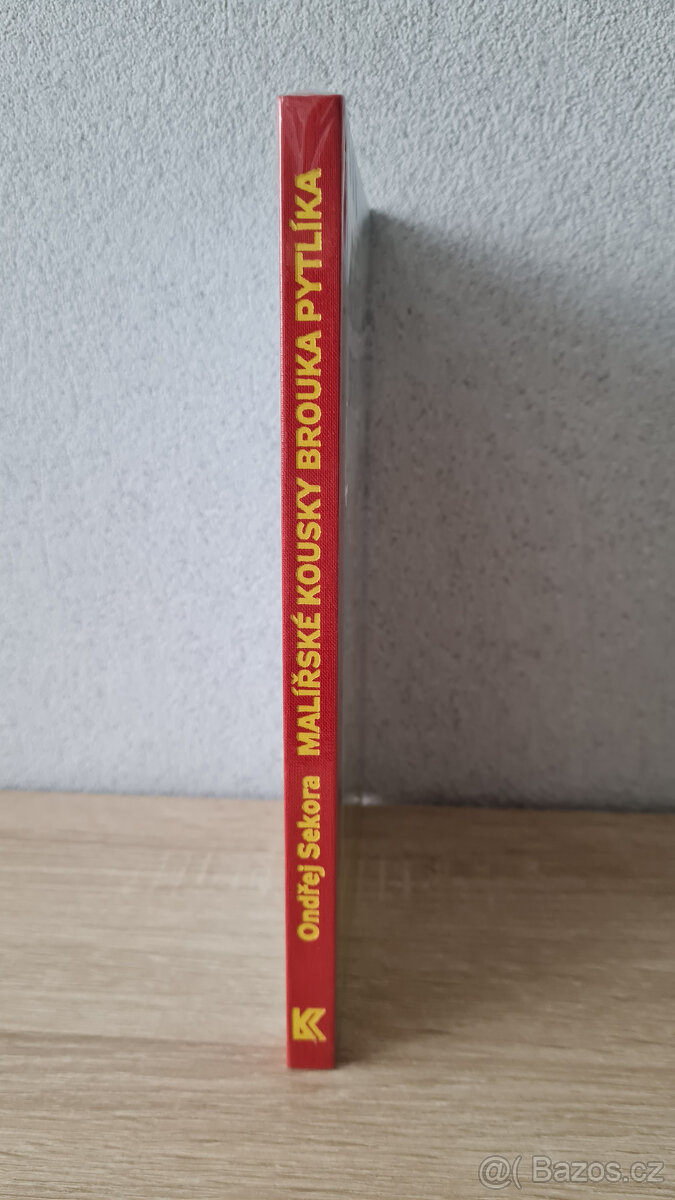 Ondřej Sekora MALÍŘSKÉ KOUSKY BROUKA PYTLÍKA
K
@( Bazos.cz